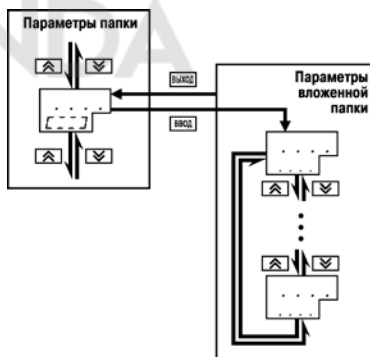 Параметры папки
ВЫХОД
ВВОД
Параметры
вложенной
папки